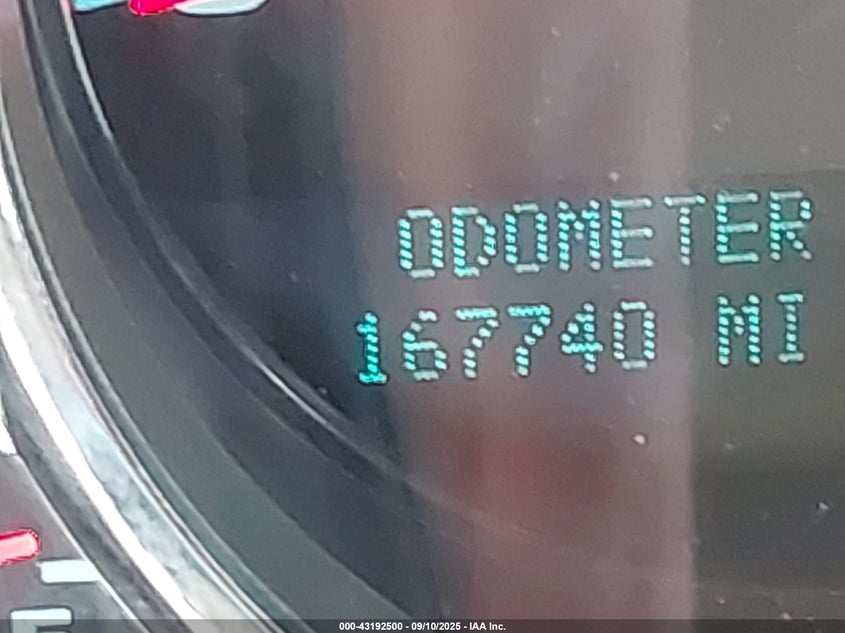 ODOMETER
167740 MI
000-43192500 - 09/10/2025 - IAA Inc.